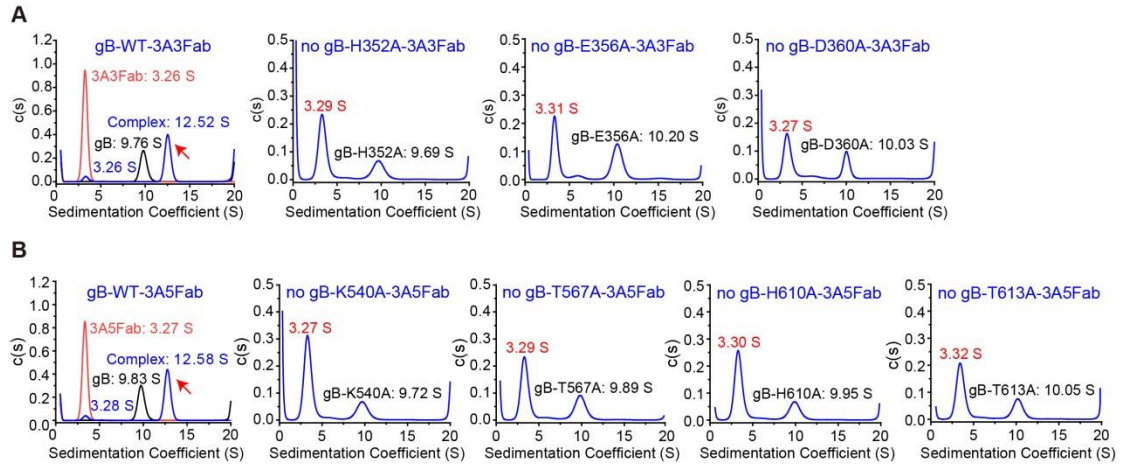 A
gB-WT-3A3Fab
1.2
1.0
0.8
0.6
0.4
0.2
0.0
c(s)
3A3Fab: 3.26 S
Complex: 12.52 S
gB: 9.76 S
3.26 S
0 5 10 15 20
Sedimentation Coefficient (S)
no gB-H352A-3A3Fab
0.5
0.4
0.3
0.2
0.1
0.0
c(s)
3.29 S
gB-H352A: 9.69 S
0 5 10 15 20
Sedimentation Coefficient (S)
no gB-E356A-3A3Fab
0.5
0.4
0.3
0.2
0.1
0.0
c(s)
3.31 S
gB-E356A: 10.20 S
0 5 10 15 20
Sedimentation Coefficient (S)
no gB-D360A-3A3Fab
0.5
0.4
0.3
0.2
0.1
0.0
c(s)
3.27 S
gB-D360A: 10.03 S
0 5 10 15 20
Sedimentation Coefficient (S)
B
gB-WT-3A5Fab
1.2
1.0
0.8
0.6
0.4
0.2
0.0
c(s)
3A5Fab: 3.27 S
Complex: 12.58 S
gB: 9.83 S
3.28 S
0 5 10 15 20
Sedimentation Coefficient (S)
no gB-K540A-3A5Fab
0.5
0.4
0.3
0.2
0.1
0.0
c(s)
3.27 S
gB-K540A: 9.72 S
0 5 10 15 20
Sedimentation Coefficient (S)
no gB-T567A-3A5Fab
0.5
0.4
0.3
0.2
0.1
0.0
c(s)
3.29 S
gB-T567A: 9.89 S
0 5 10 15 20
Sedimentation Coefficient (S)
no gB-H610A-3A5Fab
0.5
0.4
0.3
0.2
0.1
0.0
c(s)
3.30 S
gB-H610A: 9.95 S
0 5 10 15 20
Sedimentation Coefficient (S)
no gB-T613A-3A5Fab
0.5
0.4
0.3
0.2
0.1
0.0
c(s)
3.32 S
gB-T613A: 10.05 S
0 5 10 15 20
Sedimentation Coefficient (S)